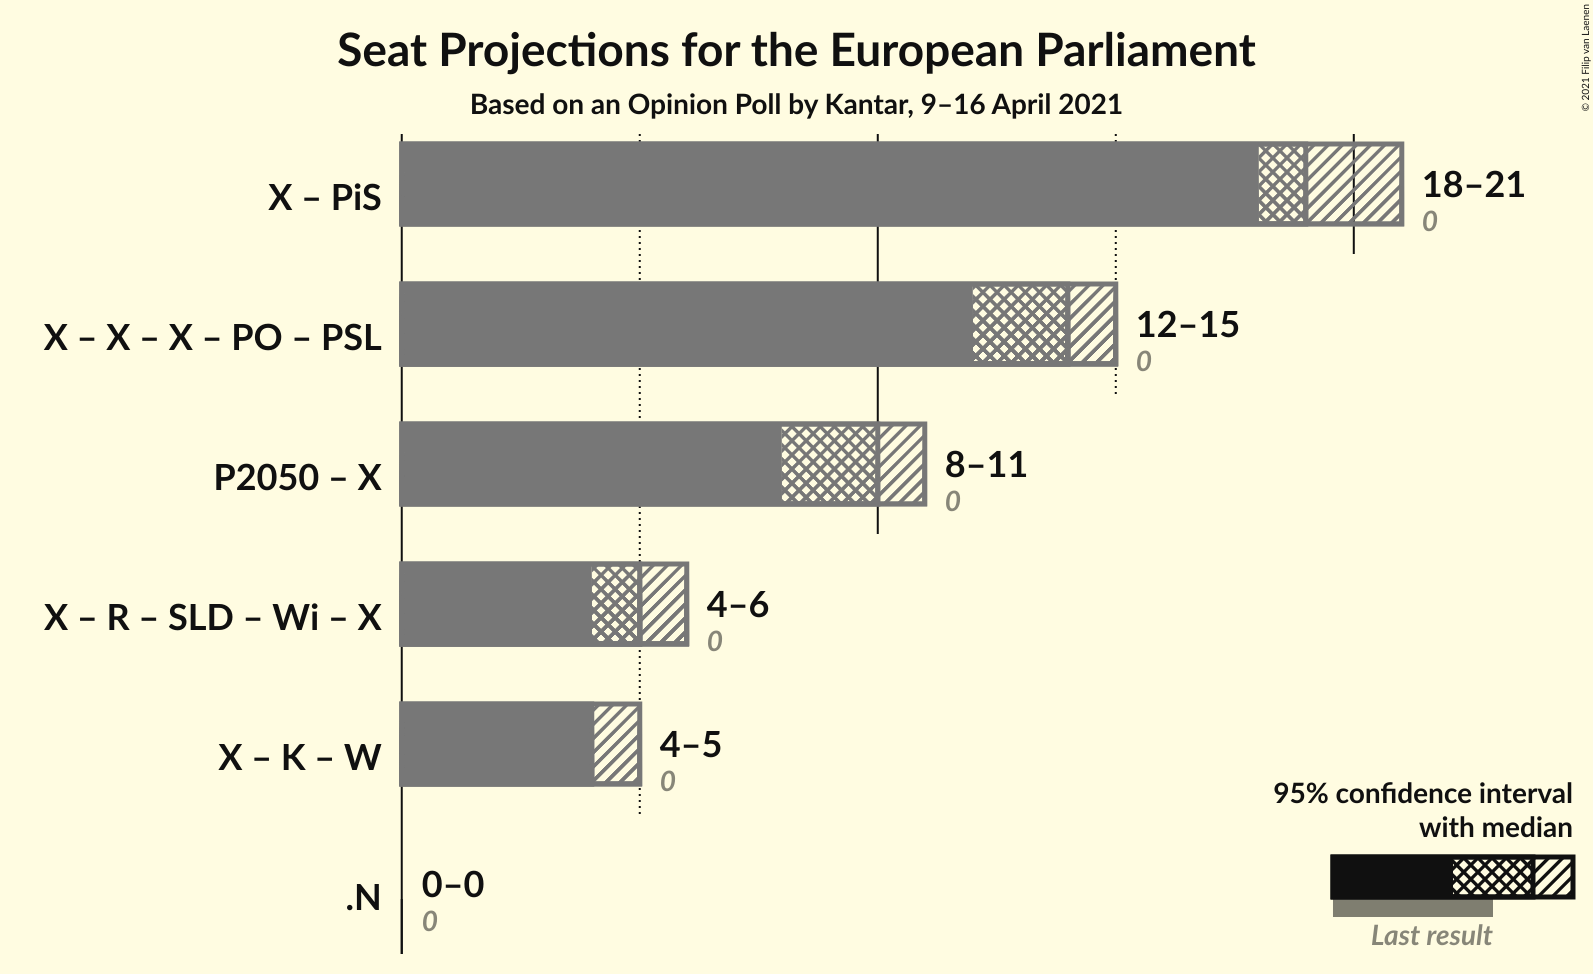 Seat Projections for the European Parliament
Based on an Opinion Poll by Kantar, 9–16 April 2021
© 2021 Filip van Laenen
X – PiS
18–21
0
X – X – X – PO – PSL
12–15
0
P2050 – X
8–11
0
X – R – SLD – Wi – X
4–6
0
X – K – W
4–5
0
.N
0–0
0
95% confidence interval
with median
Last result